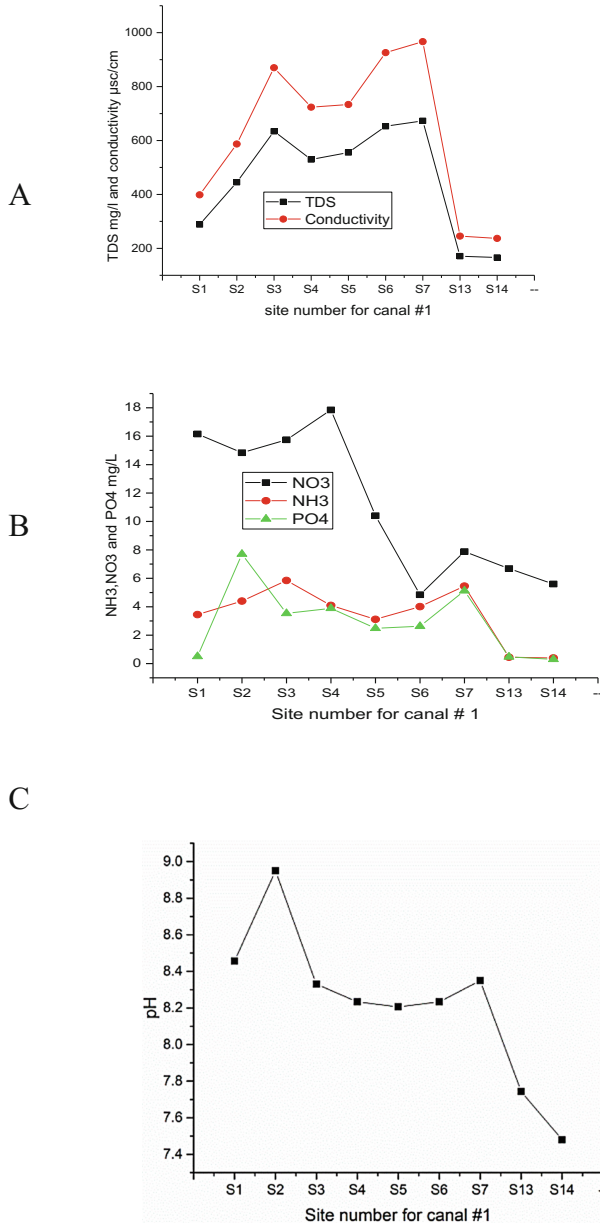 A
TDS mg/l and conductivity µsc/cm
1000
800
600
400
200
TDS
Conductivity
S1 S2 S3 S4 S5 S6 S7 S13 S14 --
site number for canal #1
B
NH3,NO3 and PO4 mg/L
18
16
14
12
10
8
6
4
2
0
NO3
NH3
PO4
S1 S2 S3 S4 S5 S6 S7 S13 S14 --
Site number for canal # 1
C
pH
9.0
8.8
8.6
8.4
8.2
8.0
7.8
7.6
7.4
S1 S2 S3 S4 S5 S6 S7 S13 S14 --
Site number for canal #1